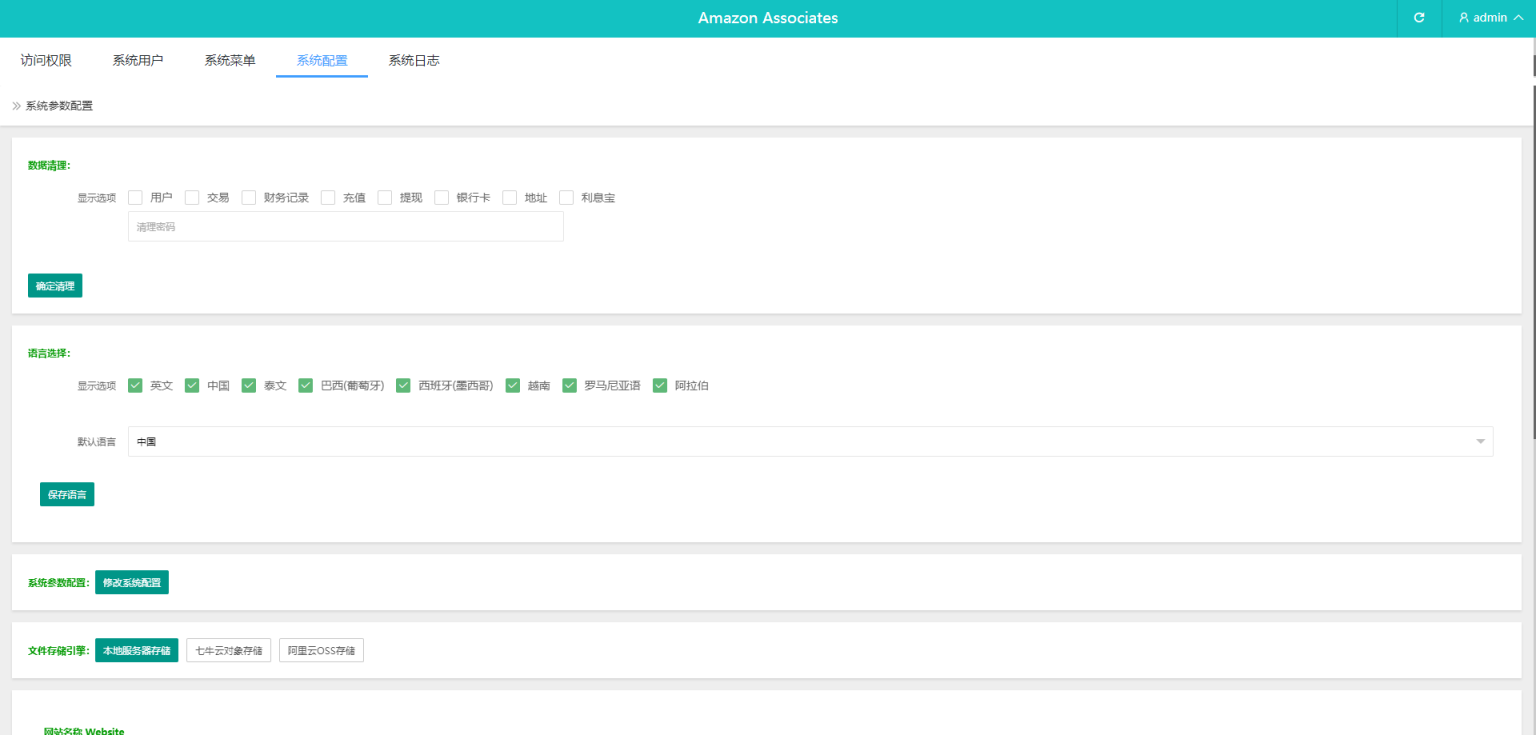 Amazon Associates
admin
访问权限 系统用户 系统菜单 系统配置 系统日志
系统参数配置
数据清理:
显示选项 用户 交易 财务记录 充值 提现 银行卡 地址 利息宝
清理密码
确定清理
语言选择:
显示选项 英文 中国 泰文 巴西(葡萄牙) 西班牙(墨西哥) 越南 罗马尼亚语 阿拉伯
默认语言 中国
保存语言
系统参数配置: 修改系统配置
文件存储引擎: 本地服务器存储 七牛云对象存储 阿里云OSS存储
网站名称 Website